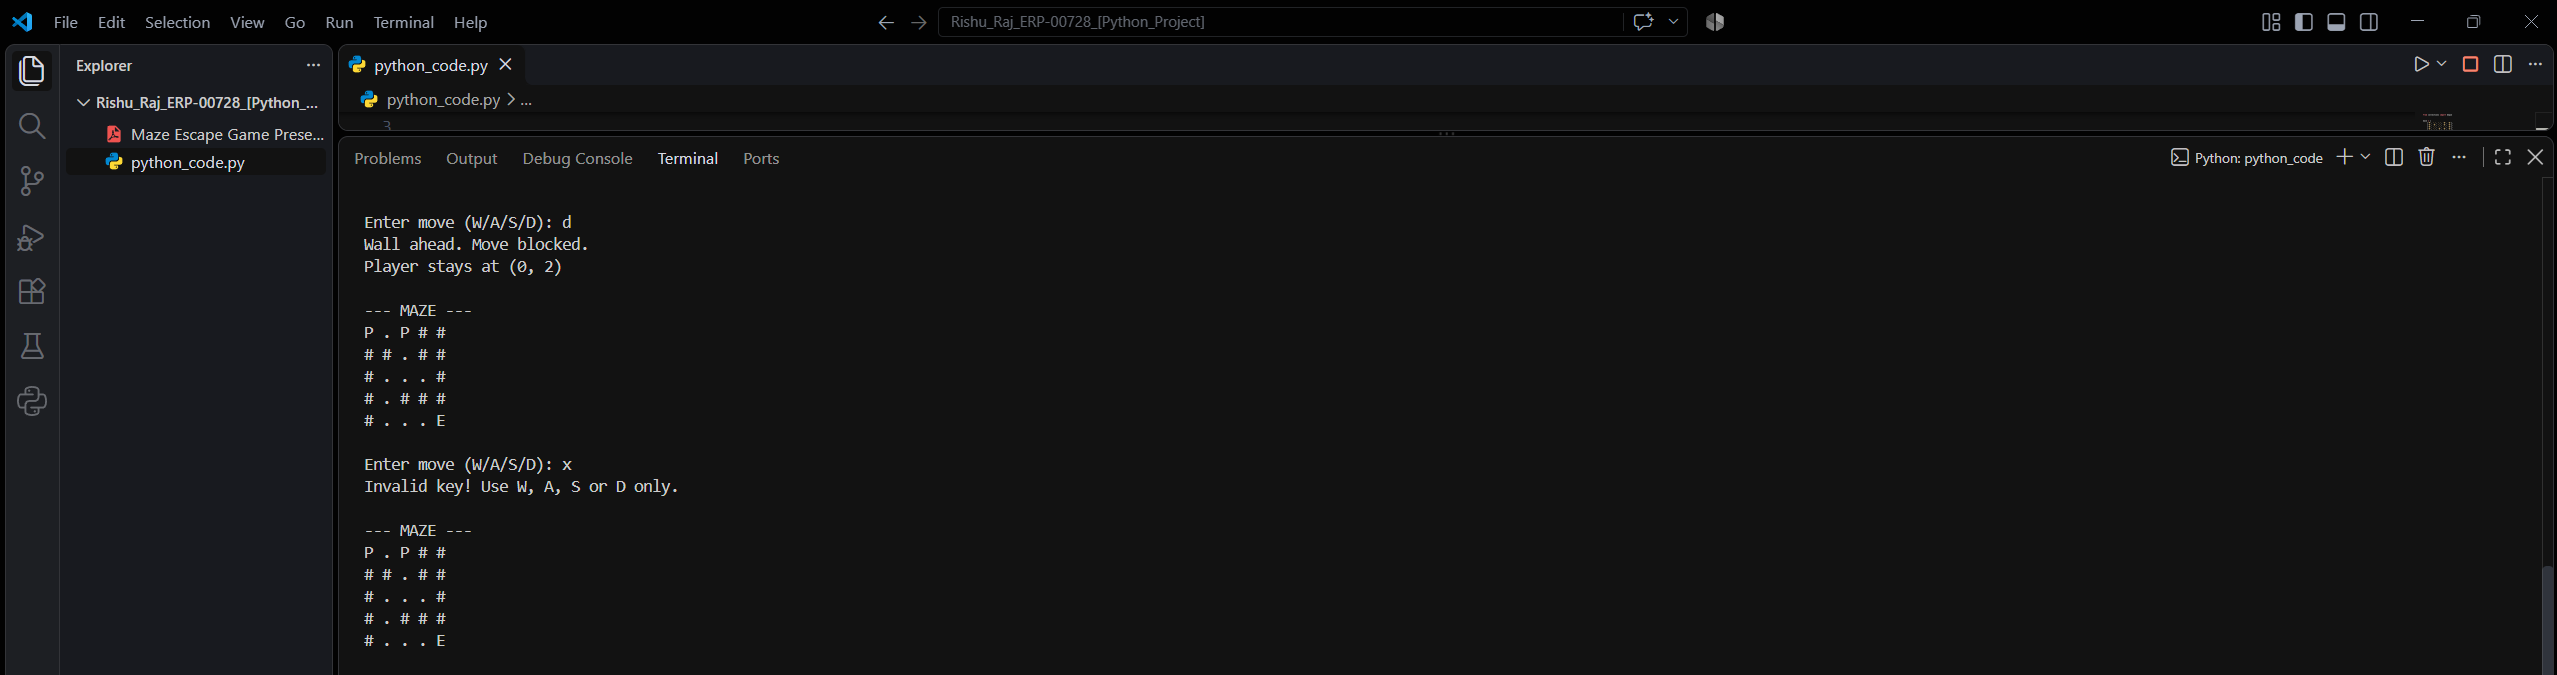 File Edit Selection View Go Run Terminal Help
Rishu_Raj_ERP-00728_[Python_Project]
Explorer
Rishu_Raj_ERP-00728_[Python_...
Maze Escape Game Prese...
python_code.py
python_code.py
python_code.py > ...
3
Problems Output Debug Console Terminal Ports
Python: python_code
Enter move (W/A/S/D): d
Wall ahead. Move blocked.
Player stays at (0, 2)
--- MAZE ---
P . P # #
# # . # #
# . . . #
# . # # #
# . . . E
Enter move (W/A/S/D): x
Invalid key! Use W, A, S or D only.
--- MAZE ---
P . P # #
# # . # #
# . . . #
# . # # #
# . . . E